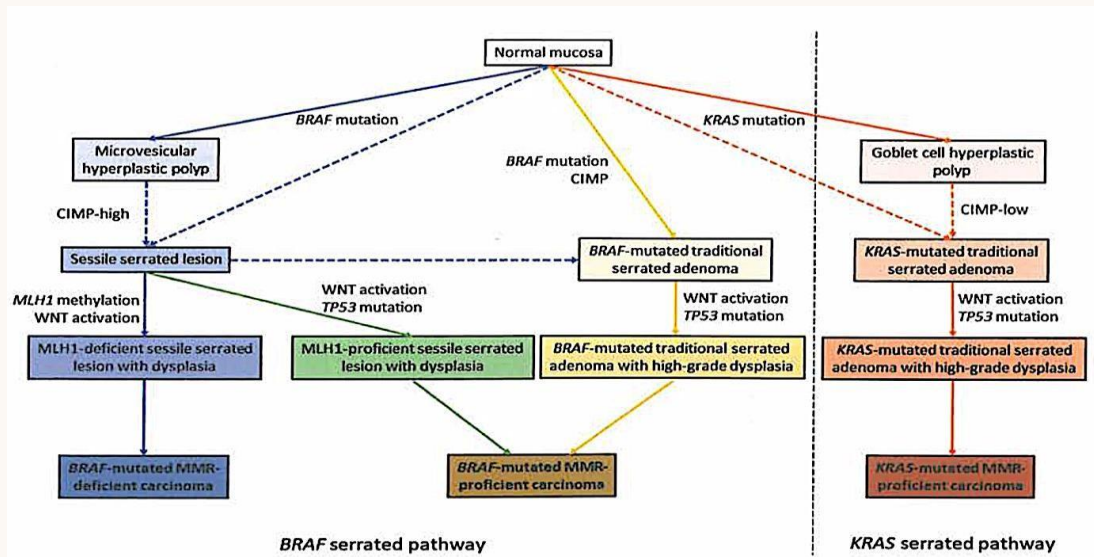 Normal mucosa
BRAF mutation
KRAS mutation
Microvesicular
hyperplastic polyp
BRAF mutation
CIMP
Goblet cell hyperplastic
polyp
CIMP-high
CIMP-low
Sessile serrated lesion
BRAF-mutated traditional
serrated adenoma
KRAS-mutated traditional
serrated adenoma
MLH1 methylation
WNT activation
WNT activation
TP53 mutation
WNT activation
TP53 mutation
WNT activation
TP53 mutation
MLH1-deficient sessile serrated
lesion with dysplasia
MLH1-proficient sessile serrated
lesion with dysplasia
BRAF-mutated traditional serrated
adenoma with high-grade dysplasia
KRAS-mutated traditional serrated
adenoma with high-grade dysplasia
BRAF-mutated MMR-
deficient carcinoma
BRAF-mutated MMR-
proficient carcinoma
KRAS-mutated MMR-
proficient carcinoma
BRAF serrated pathway
KRAS serrated pathway